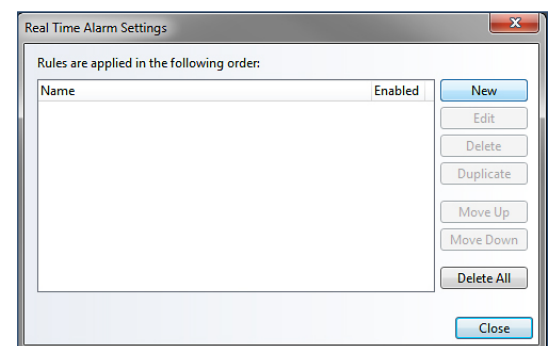 Real Time Alarm Settings
Rules are applied in the following order:
Name Enabled
New
Edit
Delete
Duplicate
Move Up
Move Down
Delete All
Close